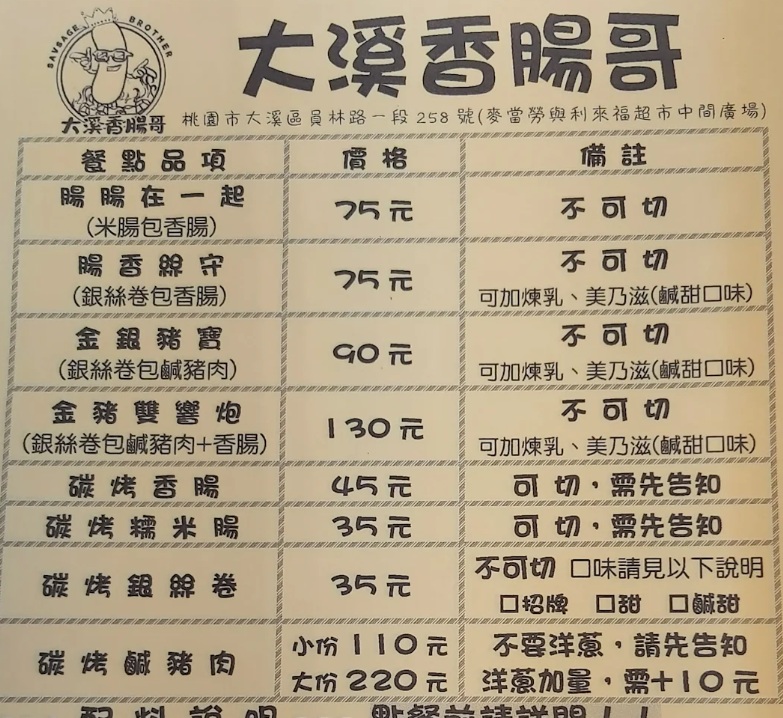 SAUSAGE BROTHER
大溪香腸哥
大溪香腸哥
桃園市大溪區員林路一段 258 號(麥當勞與利來福超市中間廣場)
餐點品項 價格 備註
腸腸在一起
(米腸包香腸)
75元
不可切
腸香絲守
(銀絲卷包香腸)
75元
不可切
可加煉乳、美乃滋(鹹甜口味)
金銀豬寶
(銀絲卷包鹹豬肉)
90元
不可切
可加煉乳、美乃滋(鹹甜口味)
金豬雙響炮
(銀絲卷包鹹豬肉+香腸)
130元
不可切
可加煉乳、美乃滋(鹹甜口味)
碳烤香腸 45元 可切,需先告知
碳烤糯米腸 35元 可切,需先告知
碳烤銀絲卷
35元
不可切 口味請見以下說明
□招牌 □甜 □鹹甜
碳烤鹹豬肉
小份110元
大份220元
不要洋蔥,請先告知
洋蔥加量,需+10元
配料說明
點餐前請詳閱!!